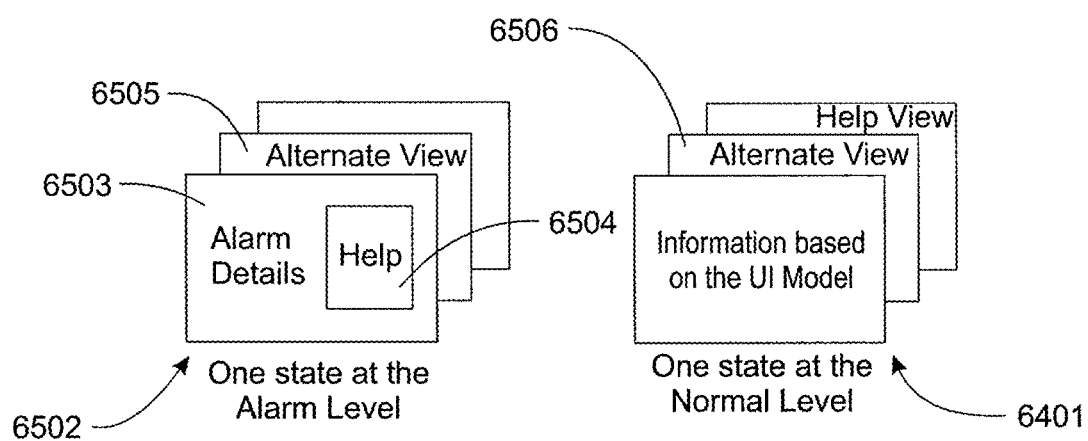 6506
6505
Help View
Alternate View
Alternate View
6503
6504
Alarm
Details
Help
Information based
on the UI Model
One state at the
Alarm Level
One state at the
Normal Level
6502
6401